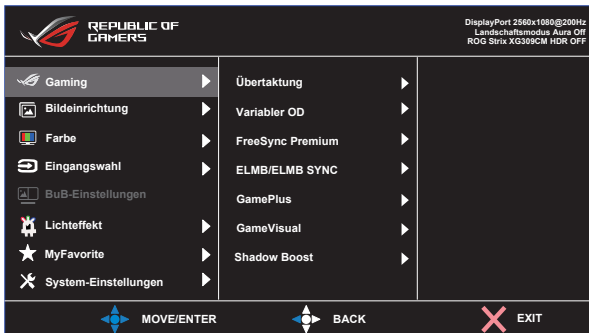 REPUBLIC OF
GAMERS
DisplayPort 2560x1080@200Hz
Landschaftsmodus Aura Off
ROG Strix XG309CM HDR OFF
Gaming
Bildeinrichtung
Farbe
Eingangswahl
BuB-Einstellungen
Lichteffekt
MyFavorite
System-Einstellungen
Übertaktung
Variabler OD
FreeSync Premium
ELMB/ELMB SYNC
GamePlus
GameVisual
Shadow Boost
MOVE/ENTER
BACK
EXIT